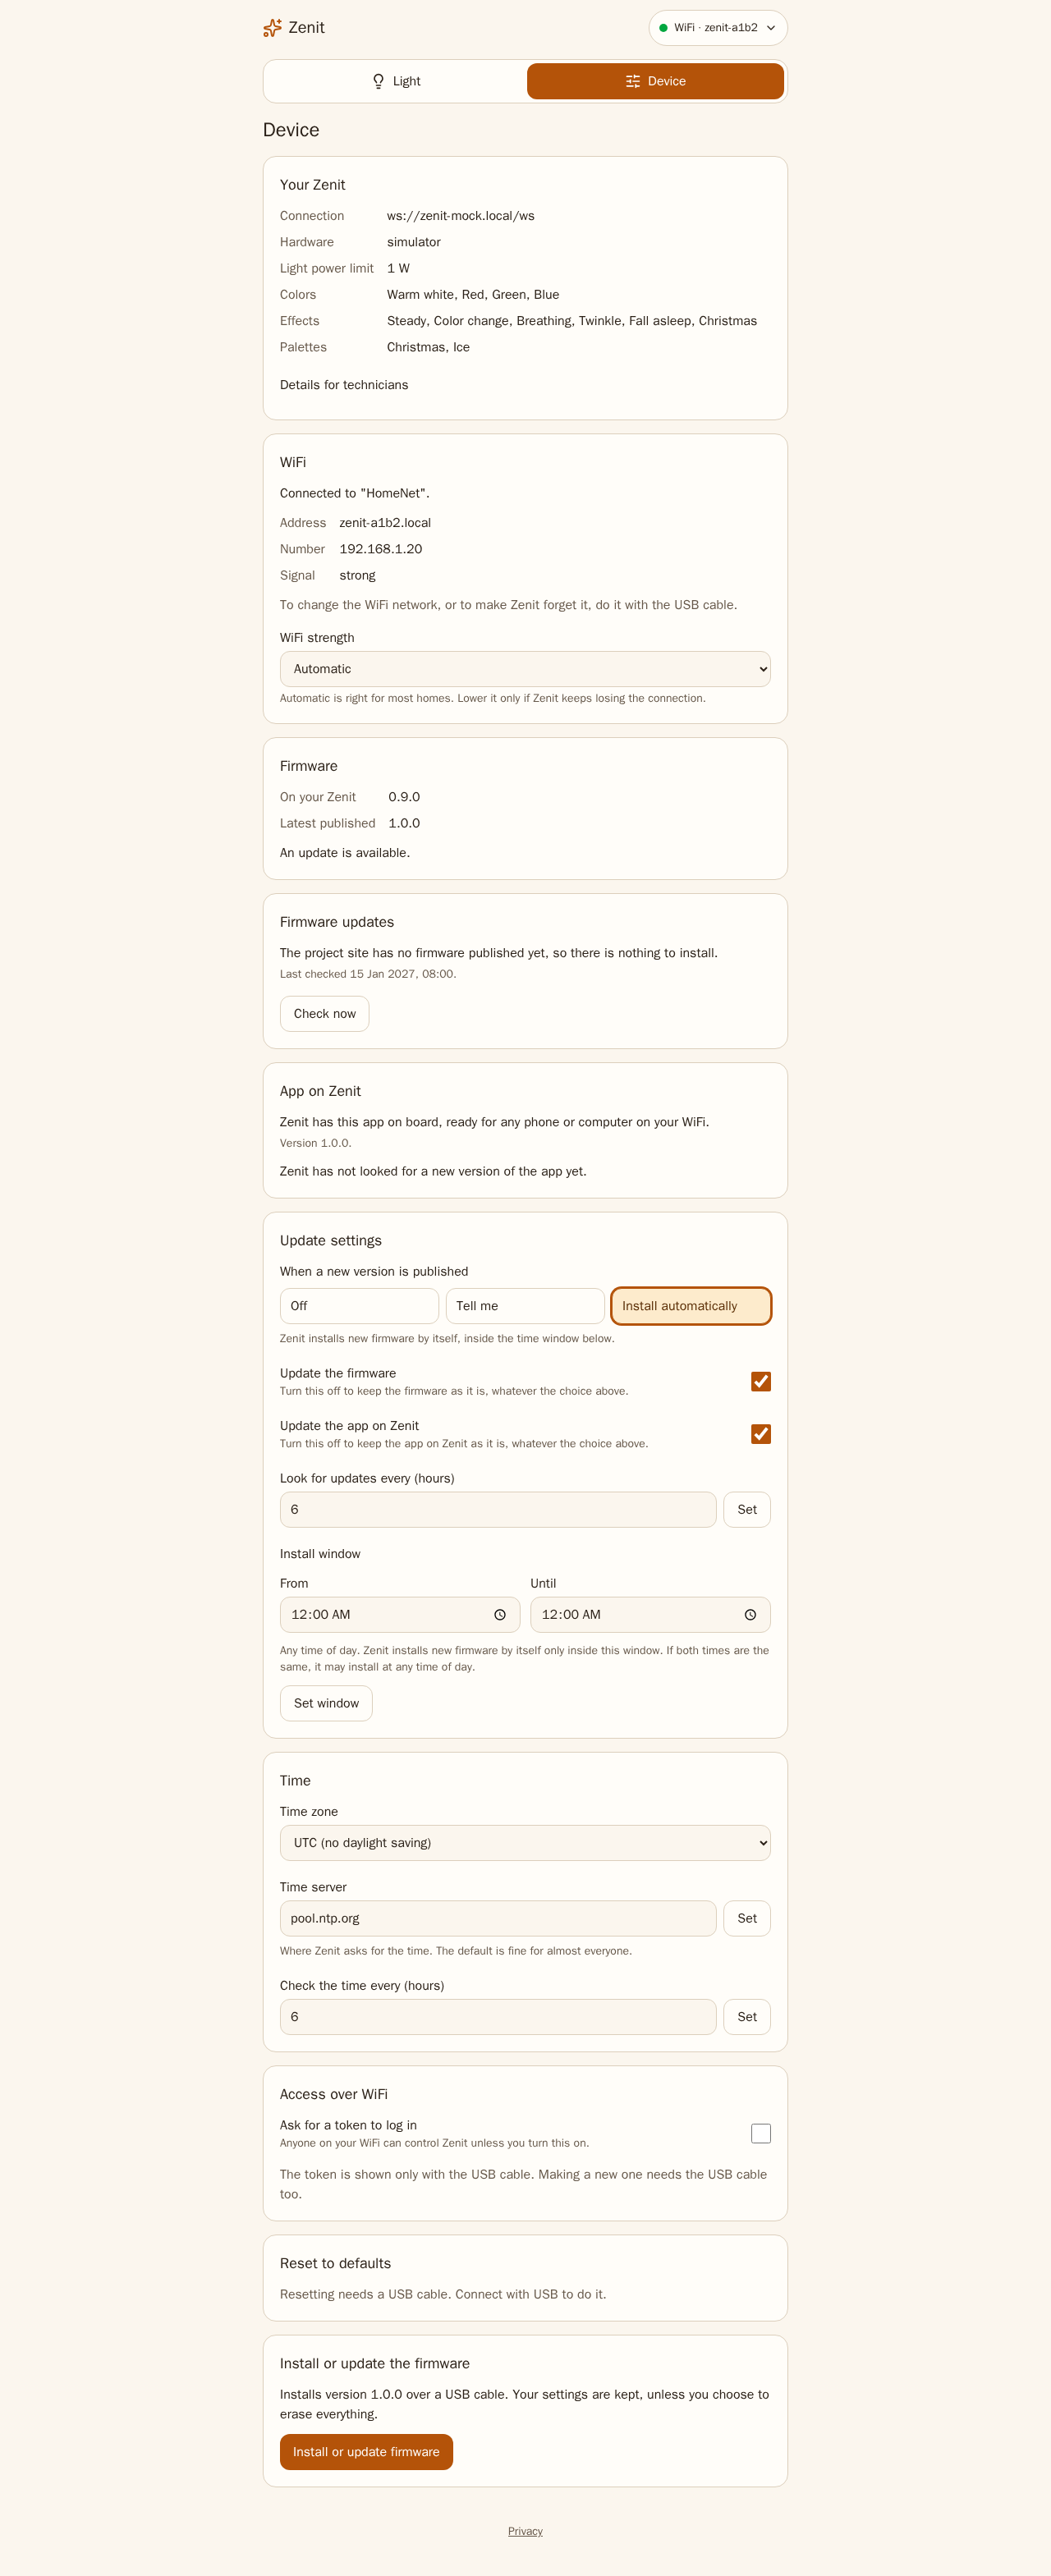 Zenit
WiFi · zenit-a1b2
Light
Device
Device
Your Zenit
Connection ws://zenit-mock.local/ws
Hardware simulator
Light power limit 1 W
Colors Warm white, Red, Green, Blue
Effects Steady, Color change, Breathing, Twinkle, Fall asleep, Christmas
Palettes Christmas, Ice
Details for technicians
WiFi
Connected to "HomeNet".
Address zenit-a1b2.local
Number 192.168.1.20
Signal strong
To change the WiFi network, or to make Zenit forget it, do it with the USB cable.
WiFi strength
Automatic
Automatic is right for most homes. Lower it only if Zenit keeps losing the connection.
Firmware
On your Zenit 0.9.0
Latest published 1.0.0
An update is available.
Firmware updates
The project site has no firmware published yet, so there is nothing to install.
Last checked 15 Jan 2027, 08:00.
Check now
App on Zenit
Zenit has this app on board, ready for any phone or computer on your WiFi.
Version 1.0.0.
Zenit has not looked for a new version of the app yet.
Update settings
When a new version is published
Off
Tell me
Install automatically
Zenit installs new firmware by itself, inside the time window below.
Update the firmware
Turn this off to keep the firmware as it is, whatever the choice above.
Update the app on Zenit
Turn this off to keep the app on Zenit as it is, whatever the choice above.
Look for updates every (hours)
6
Set
Install window
From
Until
12:00 AM
12:00 AM
Any time of day. Zenit installs new firmware by itself only inside this window. If both times are the
same, it may install at any time of day.
Set window
Time
Time zone
UTC (no daylight saving)
Time server
pool.ntp.org
Set
Where Zenit asks for the time. The default is fine for almost everyone.
Check the time every (hours)
6
Set
Access over WiFi
Ask for a token to log in
Anyone on your WiFi can control Zenit unless you turn this on.
The token is shown only with the USB cable. Making a new one needs the USB cable
too.
Reset to defaults
Resetting needs a USB cable. Connect with USB to do it.
Install or update the firmware
Installs version 1.0.0 over a USB cable. Your settings are kept, unless you choose to
erase everything.
Install or update firmware
Privacy